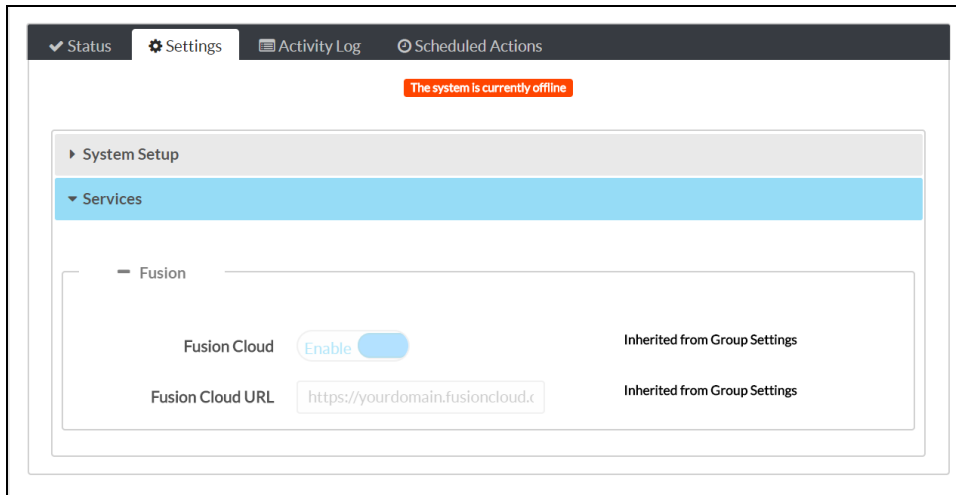 Status Settings Activity Log Scheduled Actions
The system is currently offline
System Setup
Services
Fusion
Fusion Cloud Enable Inherited from Group Settings
Fusion Cloud URL https://yourdomain.fusioncloud.c Inherited from Group Settings